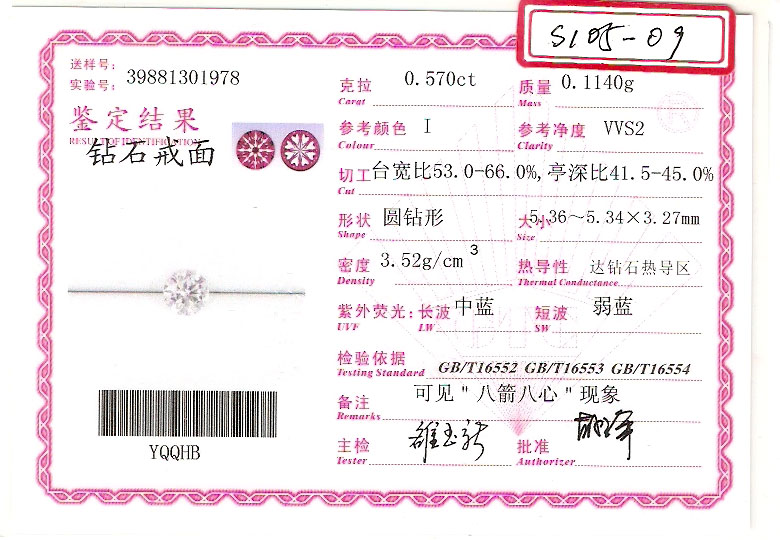 S105-09
送样号：
实验号： 39881301978
鉴定结果
RESULT OF IDENTIFICATION
钻石戒面
克拉 0.570ct 质量 0.1140g
Carat Mass
参考颜色 I 参考净度 VVS2
Colour Clarity
切工 台宽比53.0-66.0%,亭深比41.5-45.0%
Cut
形状 圆钻形 大小 5.36～5.34×3.27mm
Shape Size
密度 3.52g/cm³ 热导性 达钻石热导区
Density Thermal Conductance
紫外荧光：长波 中蓝 短波 弱蓝
UVF LW SW
检验依据 GB/T16552 GB/T16553 GB/T16554
Testing Standard
备注 可见"八箭八心"现象
Remarks
主检 批准
Tester Authorizer
YQQHB